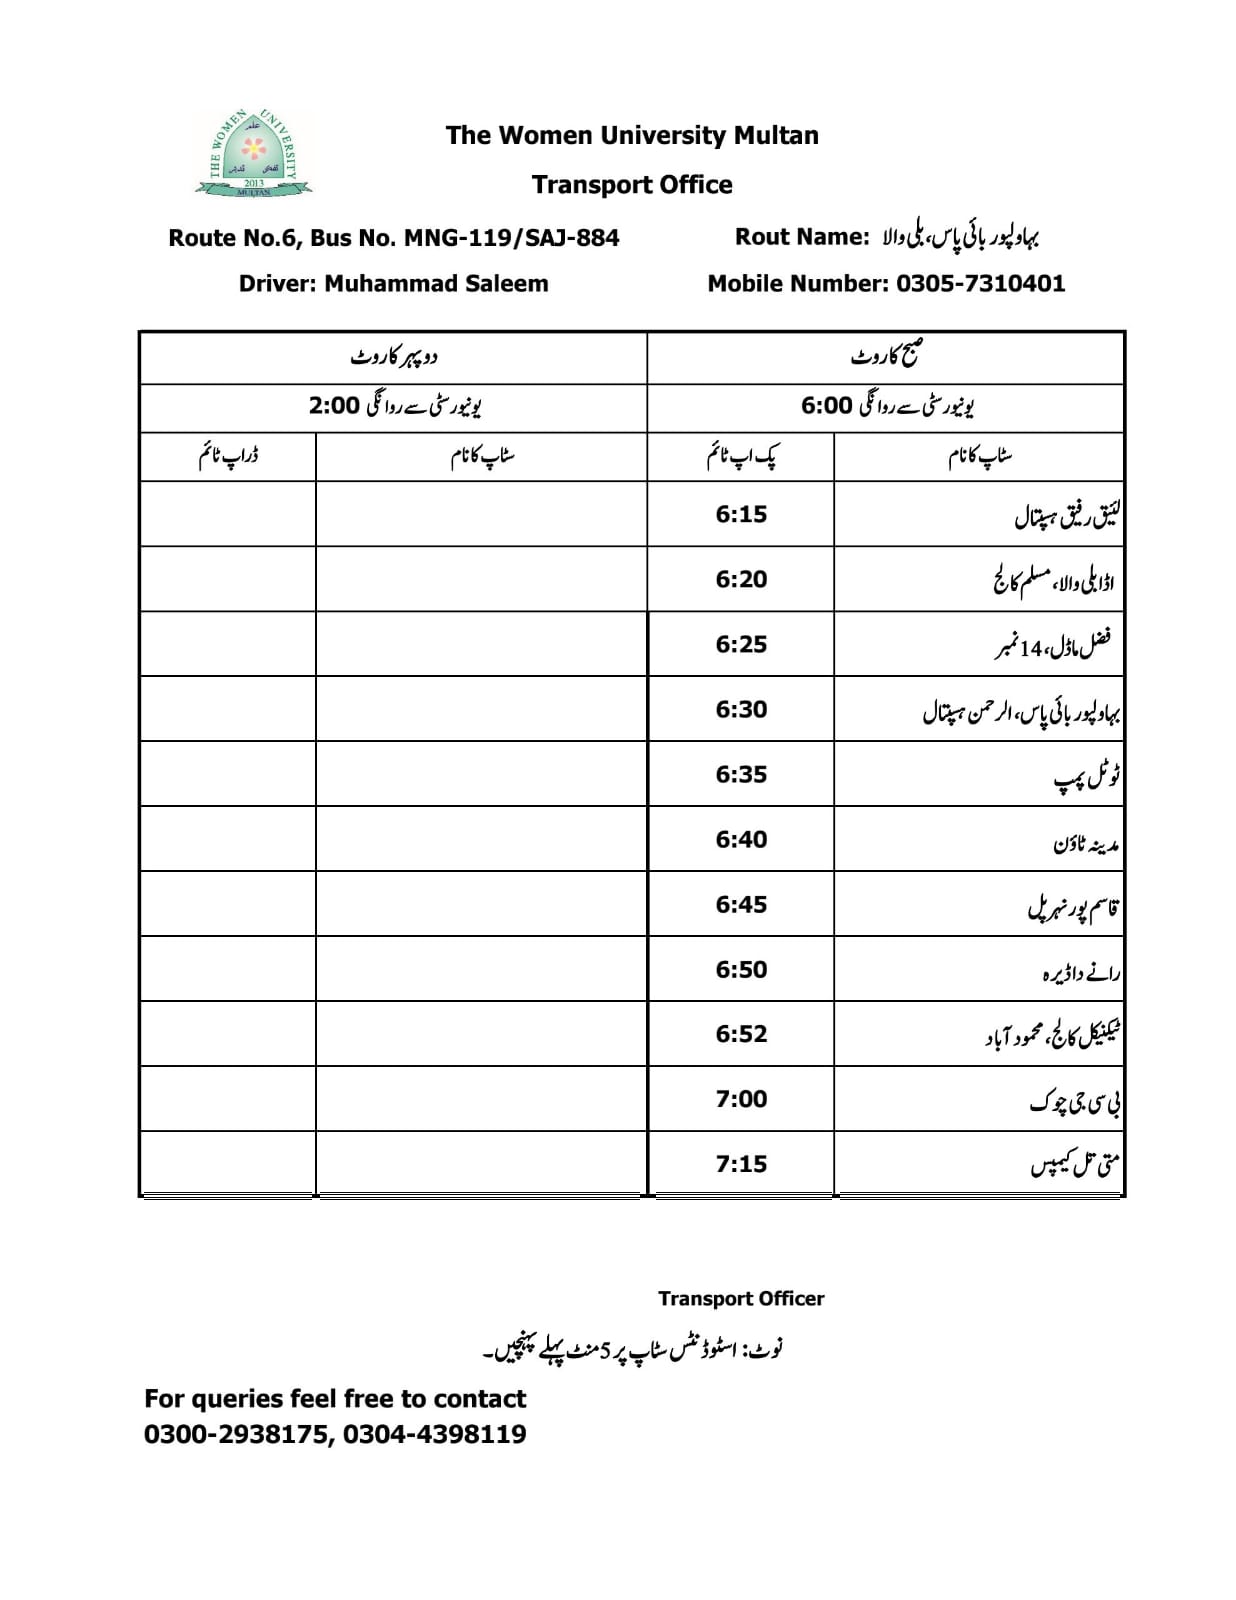 THE WOMEN UNIVERSITY
علم
2013
MULTAN
The Women University Multan
Transport Office
Route No.6, Bus No. MNG-119/SAJ-884 Rout Name: بہاولپور بائی پاس، بلی والا
Driver: Muhammad Saleem Mobile Number: 0305-7310401
صبح کا روٹ دوپہر کا روٹ
یونیورسٹی سے روانگی 6:00 یونیورسٹی سے روانگی 2:00
سٹاپ کا نام پک اپ ٹائم سٹاپ کا نام ڈراپ ٹائم
لئیق رفیق ہسپتال 6:15
اڈا بلی والا، مسلم کالج 6:20
فضل ماڈل، 14 نمبر 6:25
بہاولپور بائی پاس، الرحمن ہسپتال 6:30
ٹوٹل پمپ 6:35
مدینہ ٹاؤن 6:40
قاسم پور نہر پل 6:45
رانے دا ڈیرہ 6:50
ٹیکنیکل کالج، محمود آباد 6:52
بی سی جی چوک 7:00
متی تل کیمپس 7:15
Transport Officer
نوٹ: اسٹوڈنٹس سٹاپ پر 5 منٹ پہلے پہنچیں۔
For queries feel free to contact
0300-2938175, 0304-4398119